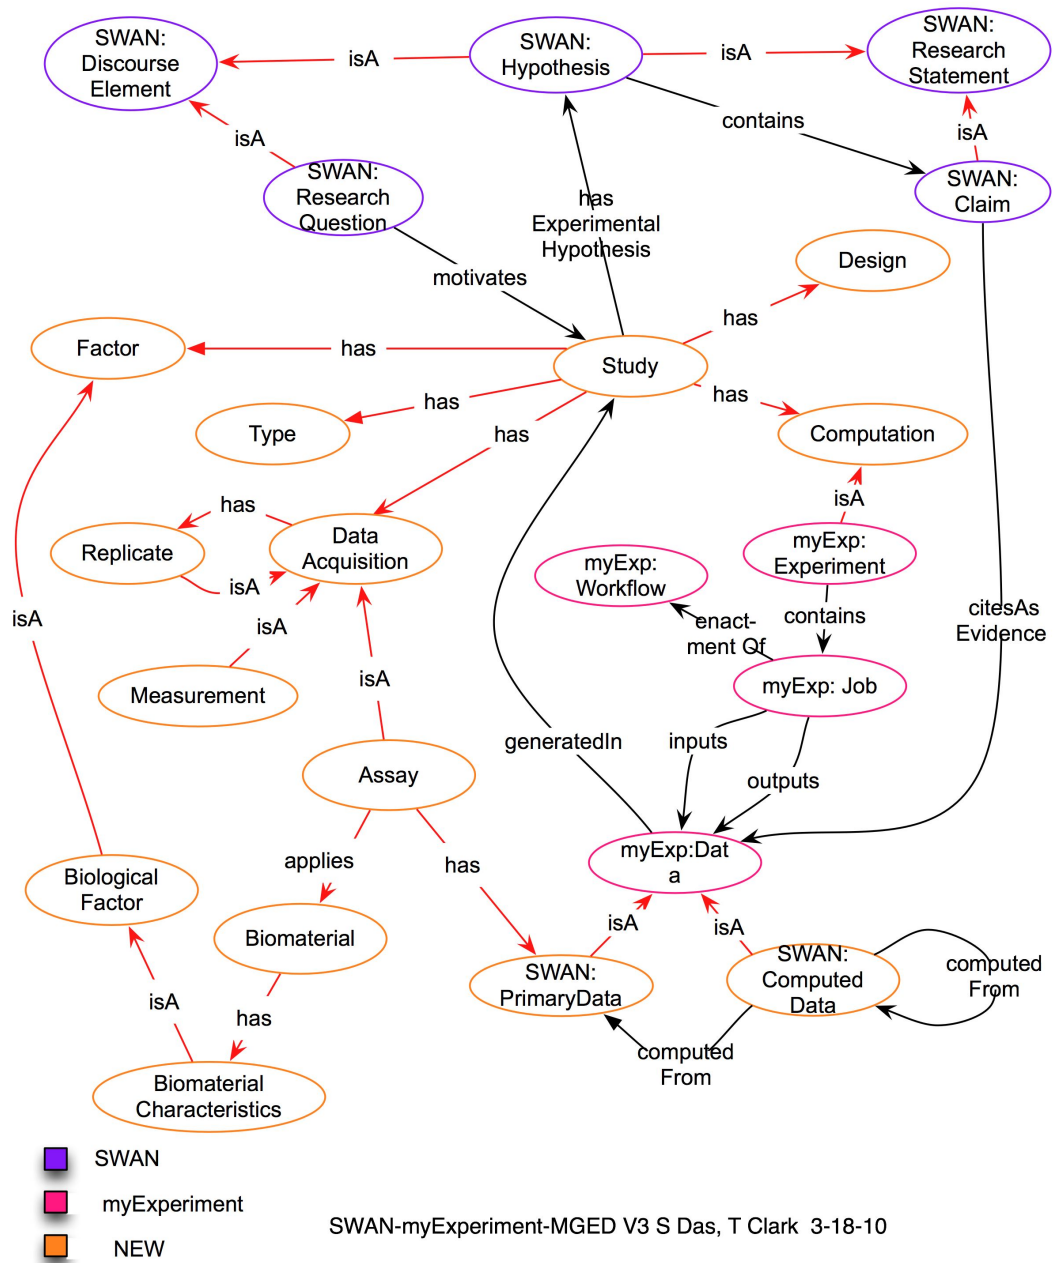 SWAN:
Discourse
Element
isA
SWAN:
Hypothesis
isA
SWAN:
Research
Statement
isA
contains
isA
SWAN:
Research
Question
SWAN:
Claim
has
Experimental
Hypothesis
motivates
Design
has
Factor
has
Study
Type
has
has
Computation
has
isA
has
Replicate
Data
Acquisition
myExp:
Workflow
myExp:
Experiment
isA
isA
enact-
ment Of
contains
citesAs
Evidence
isA
Measurement
isA
myExp: Job
generatedIn
inputs
outputs
Assay
applies
has
myExp:Dat
a
Biological
Factor
Biomaterial
isA
isA
SWAN:
PrimaryData
SWAN:
Computed
Data
computed
From
isA
has
computed
From
Biomaterial
Characteristics
SWAN
myExperiment
NEW
SWAN-myExperiment-MGED V3 S Das, T Clark 3-18-10